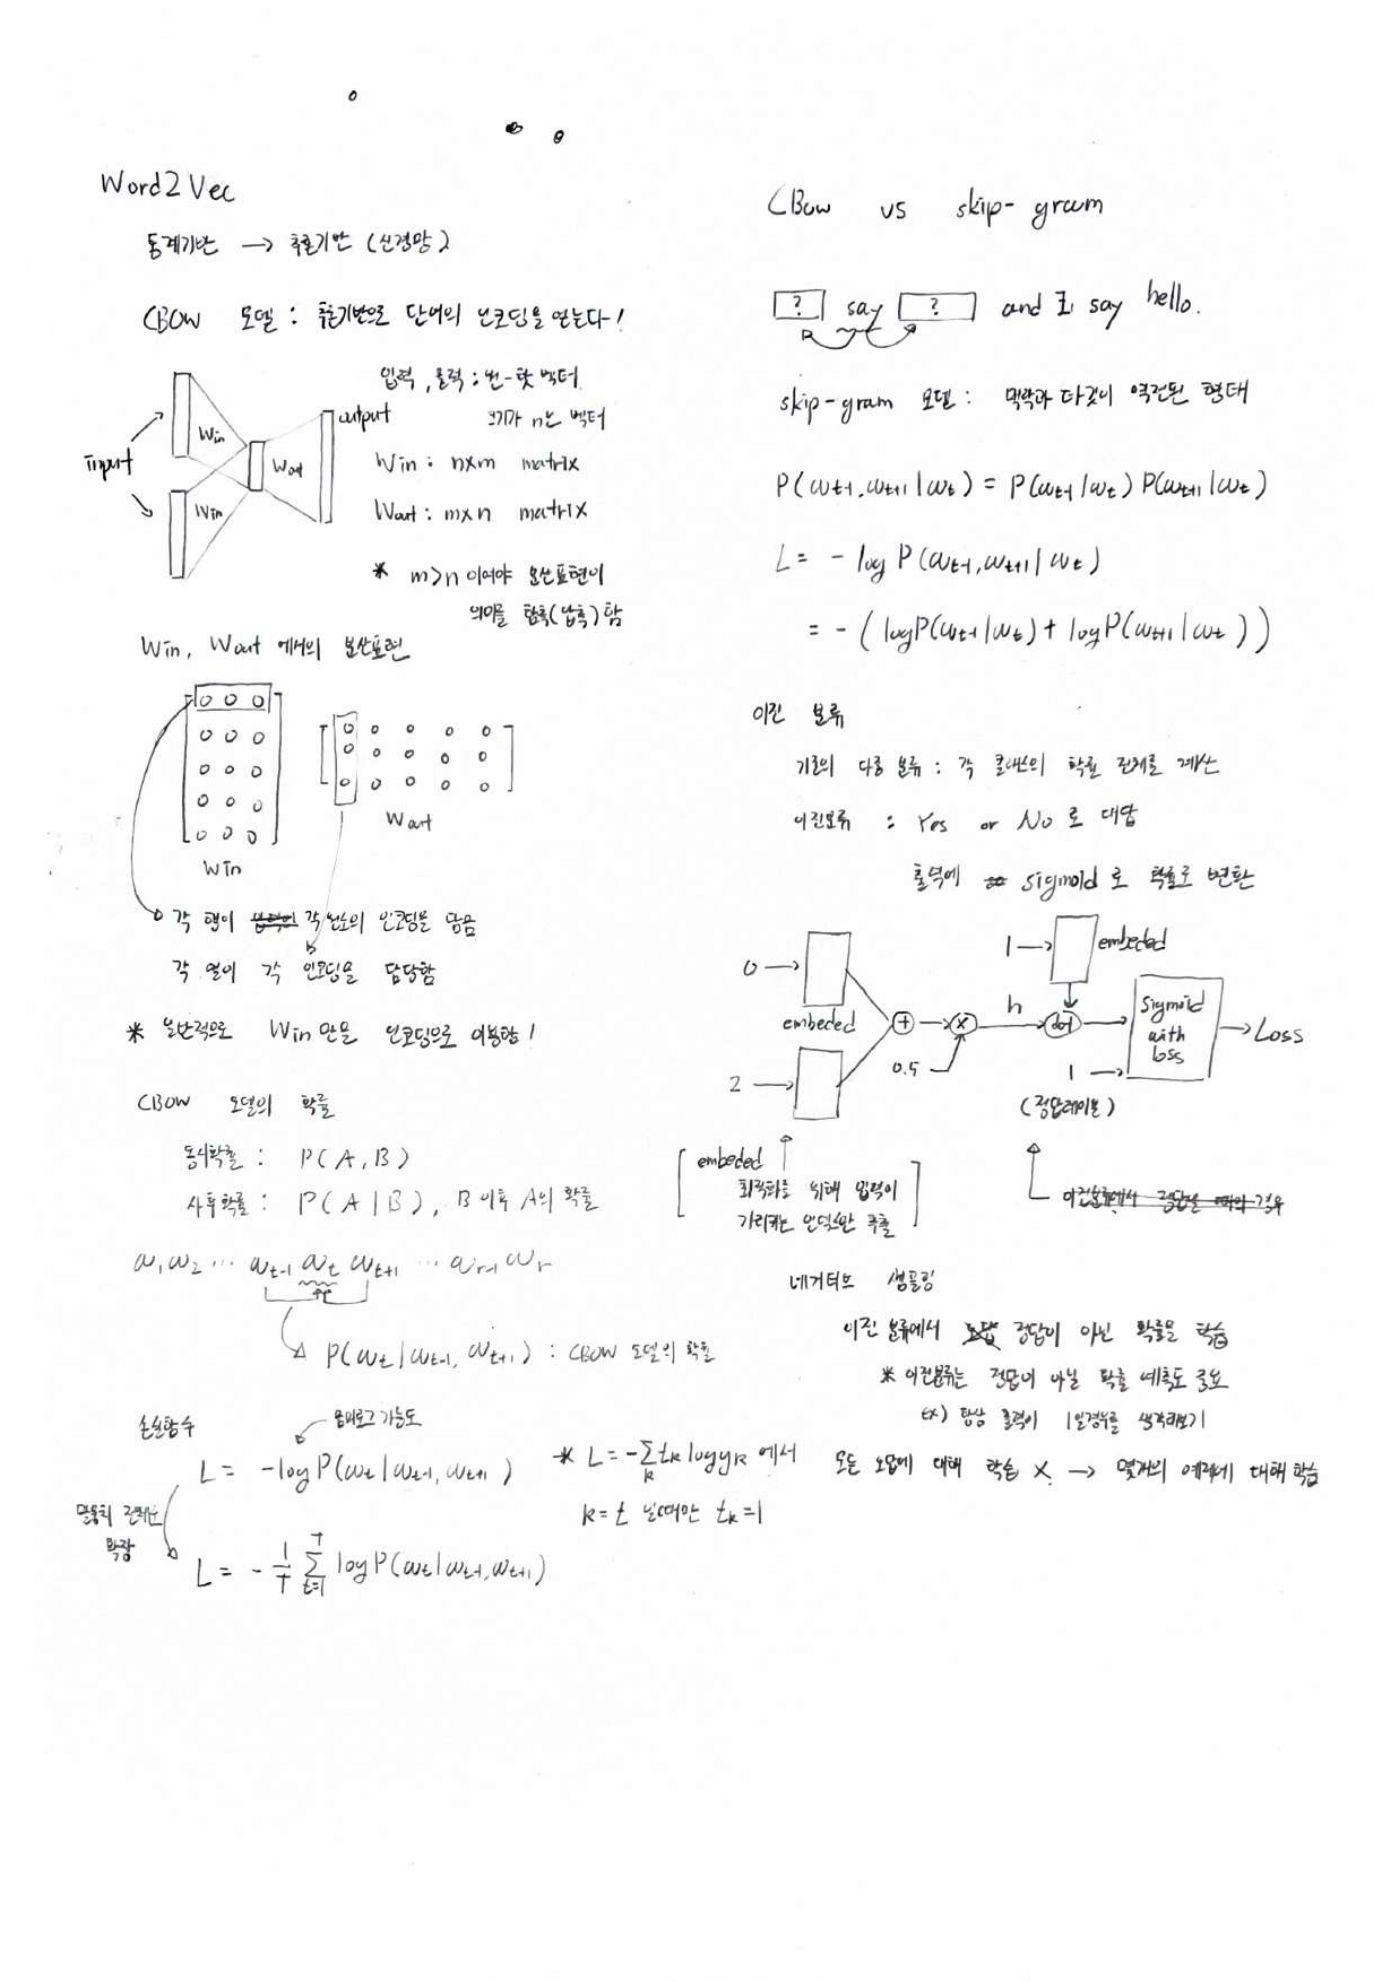 Word2Vec
통계기반 → 추론기반 (신경망)
CBOW 모델 : 추론기반으로 단어의 인코딩을 얻는다!
입력, 출력 : 원-핫 벡터
크기가 n인 벡터
input
Win
Win
Wout
output
Win : n×m matrix
Wout : m×n matrix
* m>n 이여야 분산표현이
의미를 함축(압축)함
Win, Wout 에서의 분산표현
Win
Wout
각 행이 각 단어의 인코딩을 담음
각 열이 각 인코딩을 담당함
* 일반적으로 Win 만을 인코딩으로 이용함!
CBOW 모델의 확률
동시확률 : P(A, B)
사후확률 : P(A|B), B 이후 A의 확률
w1 w2 ... wt-1 wt wt+1 ... wT-1 wT
P(wt|wt-1, wt+1) : CBOW 모델의 확률
손실함수
음의로그 가능도
L = -log P(wt|wt-1, wt+1)
* L = -∑k tk log yk 에서
k = t 일때만 tk = 1
말뭉치 전체로
확장
L = - 1/T ∑t=1^T log P(wt|wt-1, wt+1)
CBow vs skip-gram
? say ? and I say hello.
skip-gram 모델 : 맥락과 타깃이 역전된 형태
P(wt-1, wt+1|wt) = P(wt-1|wt) P(wt+1|wt)
L = - log P(wt-1, wt+1|wt)
= - ( log P(wt-1|wt) + log P(wt+1|wt ))
이진 분류
기존의 다중 분류 : 각 클래스의 확률 전체를 계산
이진분류 : Yes or No 로 대답
출력에 sigmoid 로 확률로 변환
0
embeded
2
+
×
0.5
h
1
embeded
dot
1
(정답레이블)
sigmoid
with
loss
Loss
embeded
최적화를 위해 입력이
가리키는 인덱스만 추출
이진분류에서 정답일 경우
네거티브 샘플링
이진 분류에서 정답이 아닌 확률을 학습
* 이진분류는 정답이 아닐 확률 예측도 중요
ex) 항상 출력이 1일경우를 생각해보기
모든 오답에 대해 학습 X → 몇개의 예제에 대해 학습